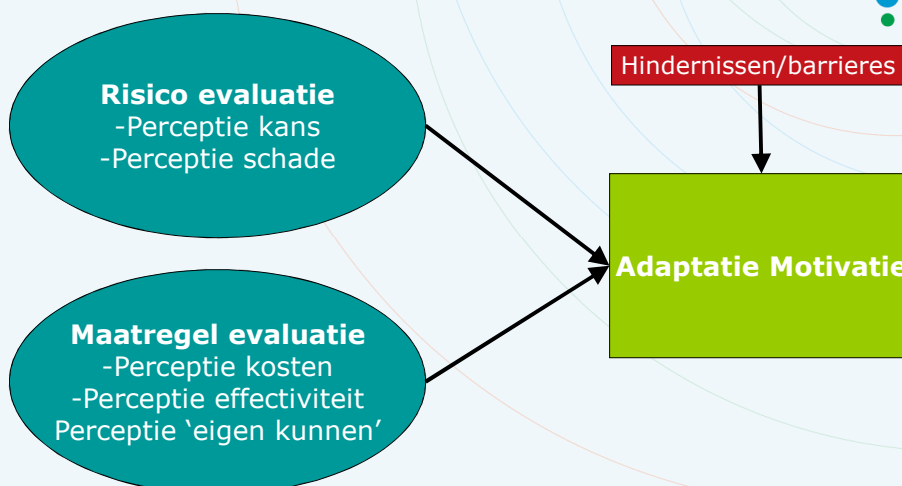 Risico evaluatie
-Perceptie kans
-Perceptie schade
Hindernissen/barrieres
Adaptatie Motivatie
Maatregel evaluatie
-Perceptie kosten
-Perceptie effectiviteit
Perceptie ‘eigen kunnen’